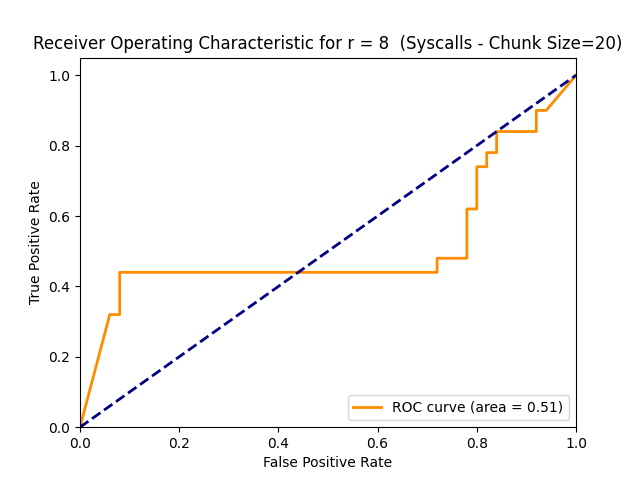 Receiver Operating Characteristic for r = 8  (Syscalls - Chunk Size=20)
1.0
0.8
0.6
0.4
0.2
0.0
True Positive Rate
ROC curve (area = 0.51)
0.0 0.2 0.4 0.6 0.8 1.0
False Positive Rate